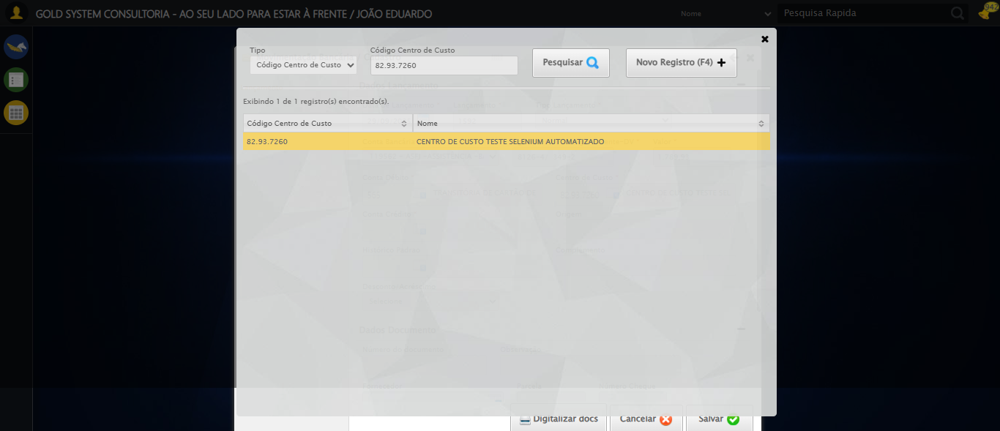 GOLD SYSTEM CONSULTORIA - AO SEU LADO PARA ESTAR À FRENTE / JOÃO EDUARDO
Nome
Pesquisa Rapida
942
Tipo
Código Centro de Custo
Código Centro de Custo
82.93.7260
Pesquisar
Novo Registro (F4)
Exibindo 1 de 1 registro(s) encontrado(s).
Código Centro de Custo
Nome
82.93.7260
CENTRO DE CUSTO TESTE SELENIUM AUTOMATIZADO
Dados Documento
Digitalizar docs
Cancelar
Salvar